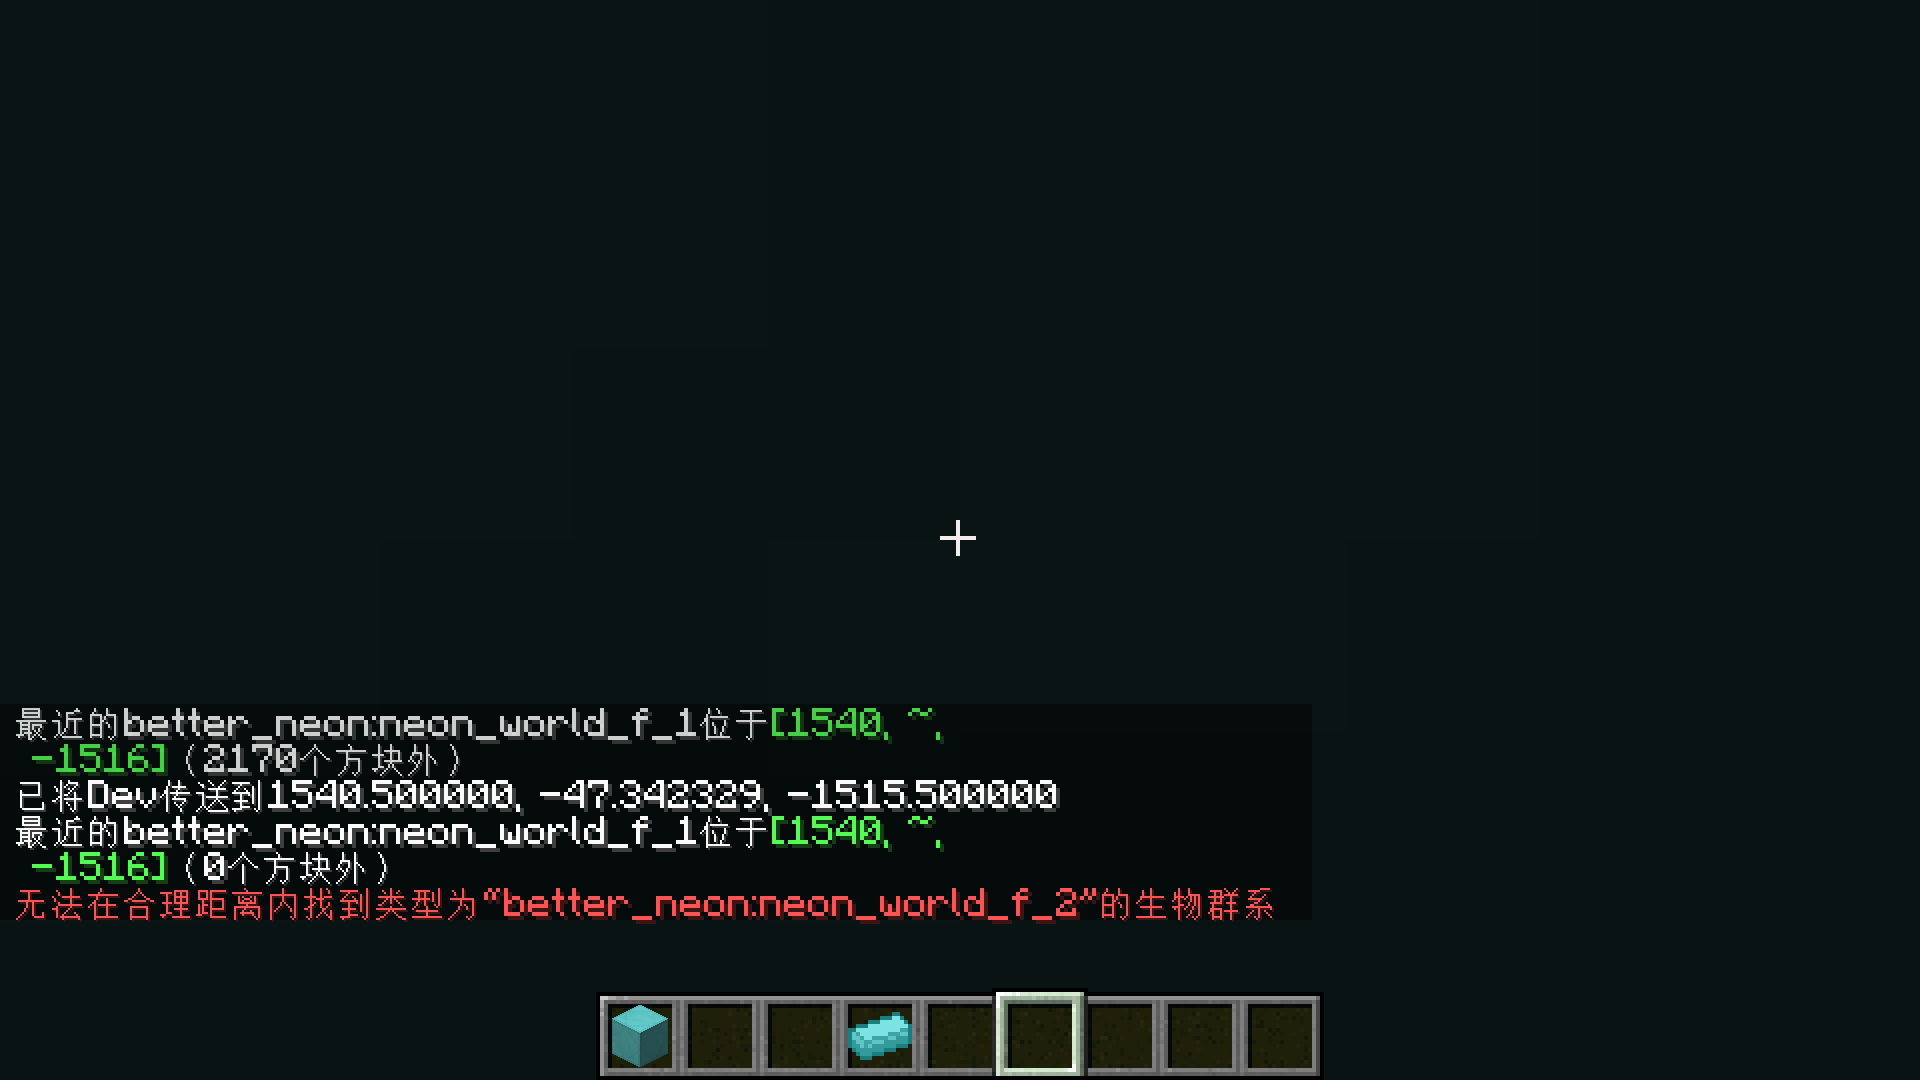 最近的better_neon:neon_world_f_1位于[1540, ~,
-1516]（2170个方块外）
已将Dev传送到1540.500000, -47.342329, -1515.500000
最近的better_neon:neon_world_f_1位于[1540, ~,
-1516]（0个方块外）
无法在合理距离内找到类型为“better_neon:neon_world_f_2”的生物群系